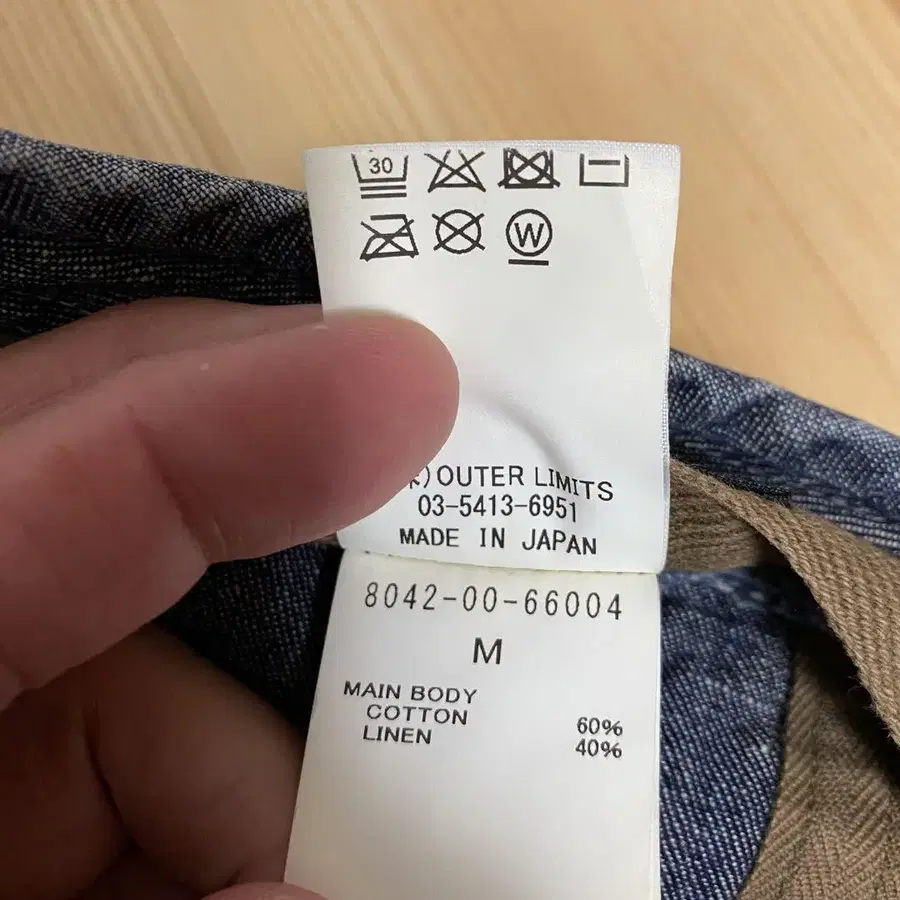 30
W
)OUTER LIMITS
03-5413-6951
MADE IN JAPAN
8042-00-66004
M
MAIN BODY
COTTON 60%
LINEN 40%